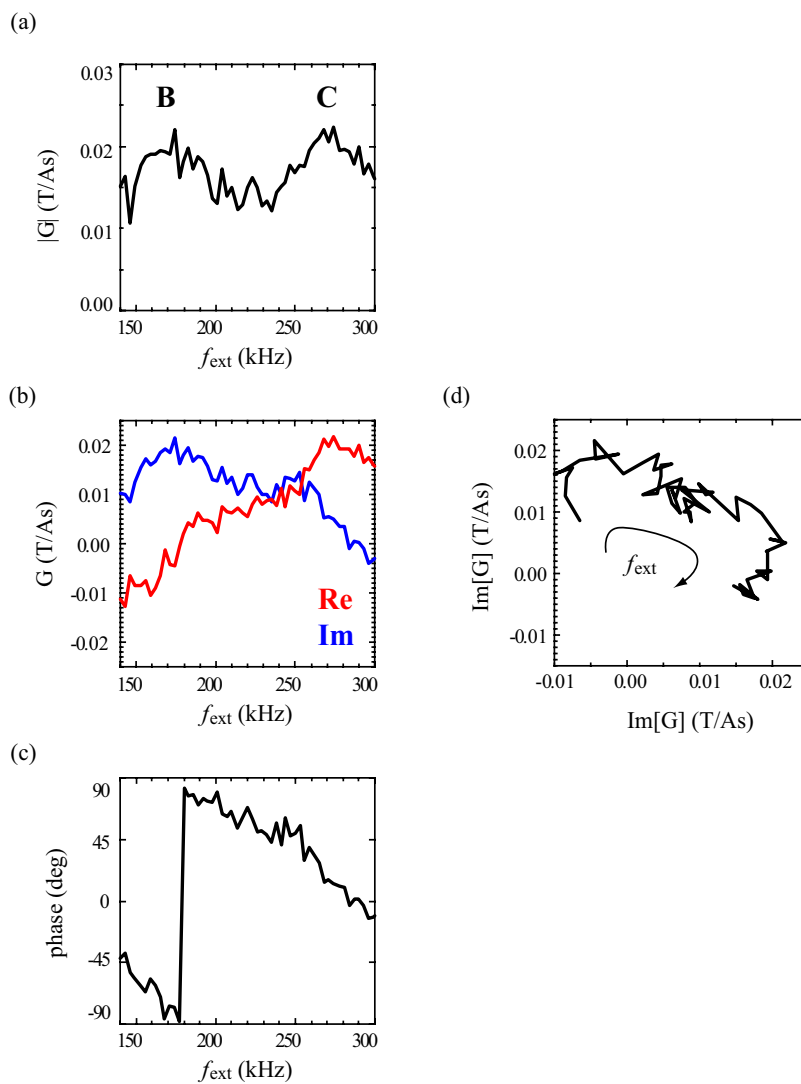 (a)
0.03
0.02
0.01
0.00
|G| (T/As)
B
C
150
200
250
300
fext (kHz)
(b)
0.02
0.01
0.00
-0.01
-0.02
G (T/As)
Re
Im
150
200
250
300
fext (kHz)
(d)
0.02
0.01
0.00
-0.01
Im[G] (T/As)
fext
-0.01
0.00
0.01
0.02
Im[G] (T/As)
(c)
90
45
0
-45
-90
phase (deg)
150
200
250
300
fext (kHz)